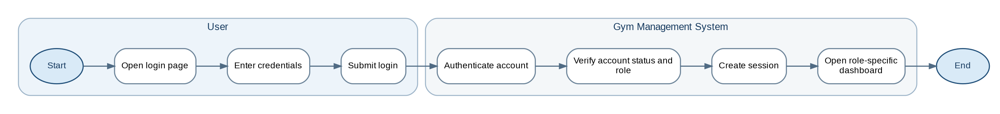 User
Gym Management System
Start
Open login page
Enter credentials
Submit login
Authenticate account
Verify account status and
role
Create session
Open role-specific
dashboard
End